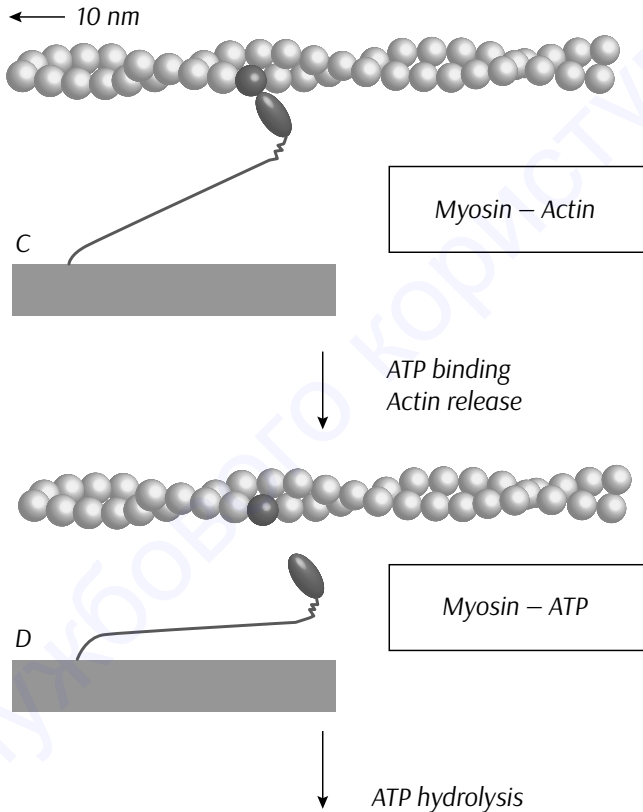 10 nm
Myosin – Actin
C
ATP binding
Actin release
Myosin – ATP
D
ATP hydrolysis